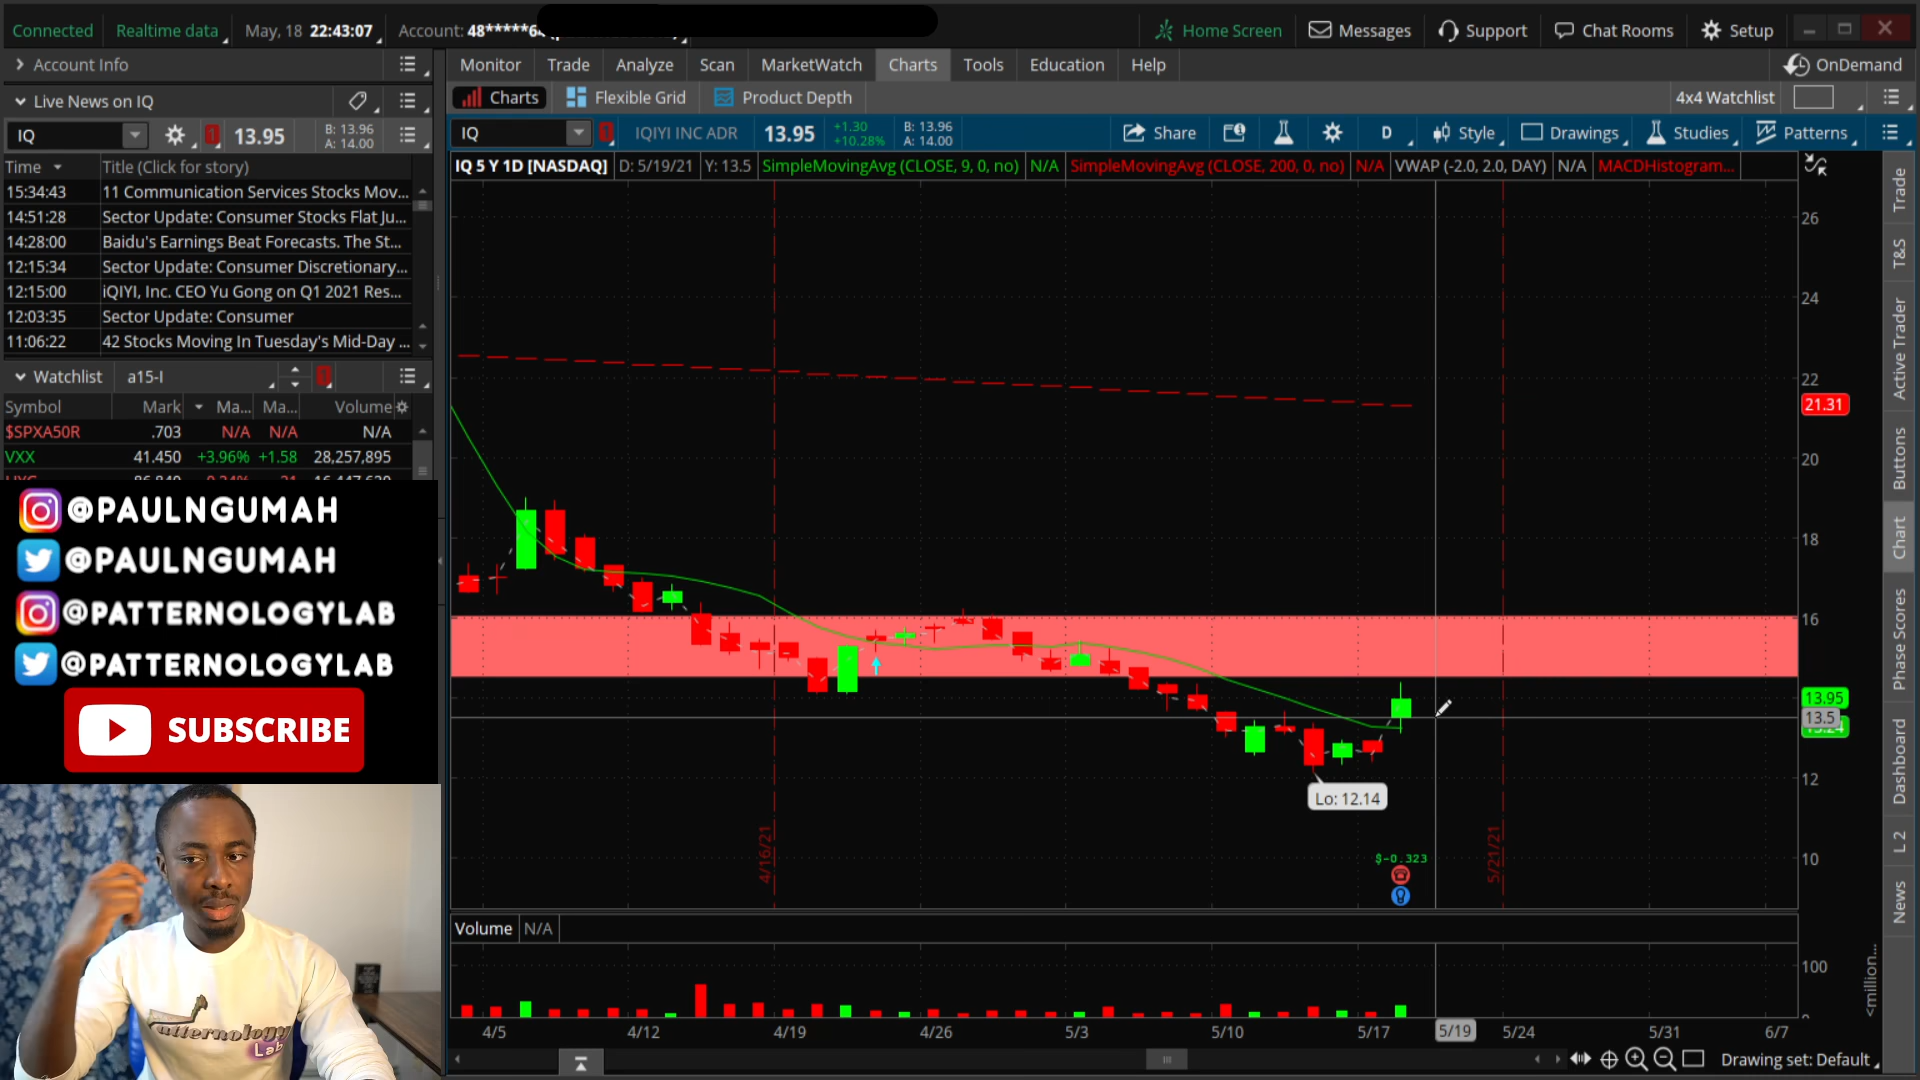 Connected Realtime data May, 18 22:43:07 Account: 48*****6 Home Screen Messages Support Chat Rooms Setup
Account Info
Monitor Trade Analyze Scan MarketWatch Charts Tools Education Help OnDemand
Live News on IQ
Charts Flexible Grid Product Depth 4x4 Watchlist
IQ 1 13.95 B: 13.96 A: 14.00
IQ 1 IQIYI INC ADR 13.95 +1.30 +10.28% B: 13.96 A: 14.00 Share D Style Drawings Studies Patterns
IQ 5 Y 1D [NASDAQ] D: 5/19/21 Y: 13.5 SimpleMovingAvg (CLOSE, 9, 0, no) N/A SimpleMovingAvg (CLOSE, 200, 0, no) N/A VWAP (-2.0, 2.0, DAY) N/A MACDHistogram...
Time Title (Click for story)
15:34:43 11 Communication Services Stocks Mov...
14:51:28 Sector Update: Consumer Stocks Flat Ju...
14:28:00 Baidu's Earnings Beat Forecasts. The St...
12:15:34 Sector Update: Consumer Discretionary...
12:15:00 iQIYI, Inc. CEO Yu Gong on Q1 2021 Res...
12:03:35 Sector Update: Consumer
11:06:22 42 Stocks Moving In Tuesday's Mid-Day ...
Watchlist a15-I 1
Symbol Mark Ma... Ma... Volume
$SPXA50R .703 N/A N/A N/A
VXX 41.450 +3.96% +1.58 28,257,895
@PAULNGUMAH
@PAULNGUMAH
@PATTERNOLOGYLAB
@PATTERNOLOGYLAB
SUBSCRIBE
Patternology
Lab
26
24
22
21.31
20
18
16
13.95
13.5
12
10
Lo: 12.14
4/16/21
5/21/21
$-0.323
Volume N/A
100
<million...
4/5 4/12 4/19 4/26 5/3 5/10 5/17 5/19 5/24 5/31 6/7
Drawing set: Default
Trade
T&S
Active Trader
Buttons
Chart
Phase Scores
Dashboard
L2
News